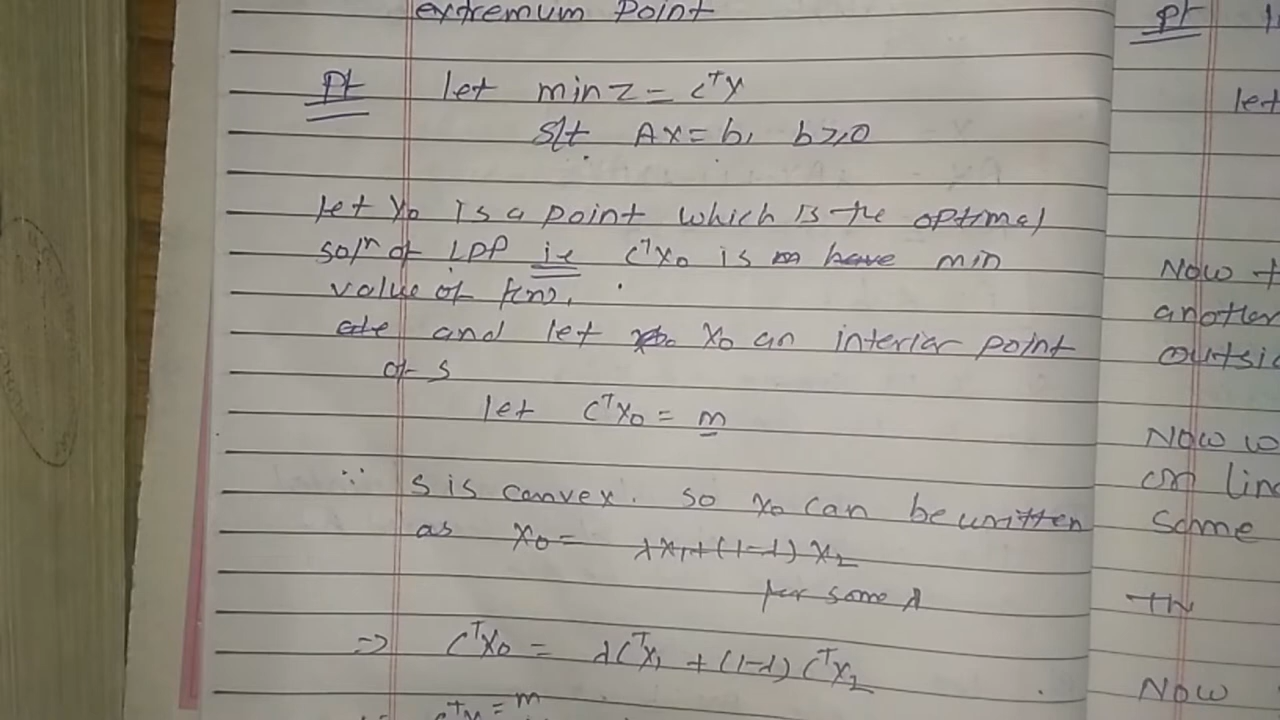 extremum point
Pf let min z = cᵀx
S/t Ax = b, b≥0
let x₀ is a point which is the optimal
solⁿ of LPP ie cᵀx₀ is have min
value of f(x).
and let x₀ an interior point
of S
let cᵀx₀ = m
∵ S is convex. so x₀ can be written
as x₀ = λx₁+(1-λ) x₂
for some λ
⇒ cᵀx₀ = λcᵀx₁ + (1-λ) cᵀx₂
= m
pf
let
Now
another
Now
on
some
Now